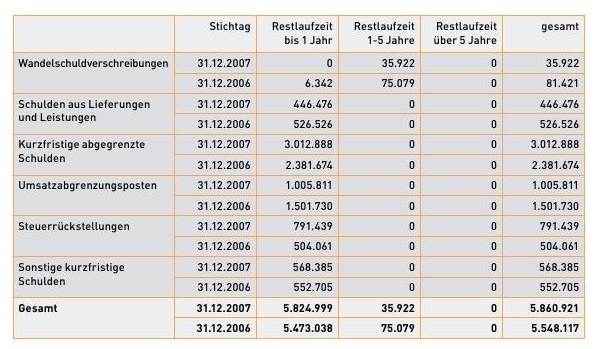 Stichtag Restlaufzeit Restlaufzeit Restlaufzeit gesamt
bis 1 Jahr 1-5 Jahre über 5 Jahre
Wandelschuldverschreibungen 31.12.2007 0 35.922 0 35.922
31.12.2006 6.342 75.079 0 81.421
Schulden aus Lieferungen 31.12.2007 446.476 0 0 446.476
und Leistungen 31.12.2006 526.526 0 0 526.526
Kurzfristige abgegrenzte 31.12.2007 3.012.888 0 0 3.012.888
Schulden 31.12.2006 2.381.674 0 0 2.381.674
Umsatzabgrenzungsposten 31.12.2007 1.005.811 0 0 1.005.811
31.12.2006 1.501.730 0 0 1.501.730
Steuerrückstellungen 31.12.2007 791.439 0 0 791.439
31.12.2006 504.061 0 0 504.061
Sonstige kurzfristige 31.12.2007 568.385 0 0 568.385
Schulden 31.12.2006 552.705 0 0 552.705
Gesamt 31.12.2007 5.824.999 35.922 0 5.860.921
31.12.2006 5.473.038 75.079 0 5.548.117